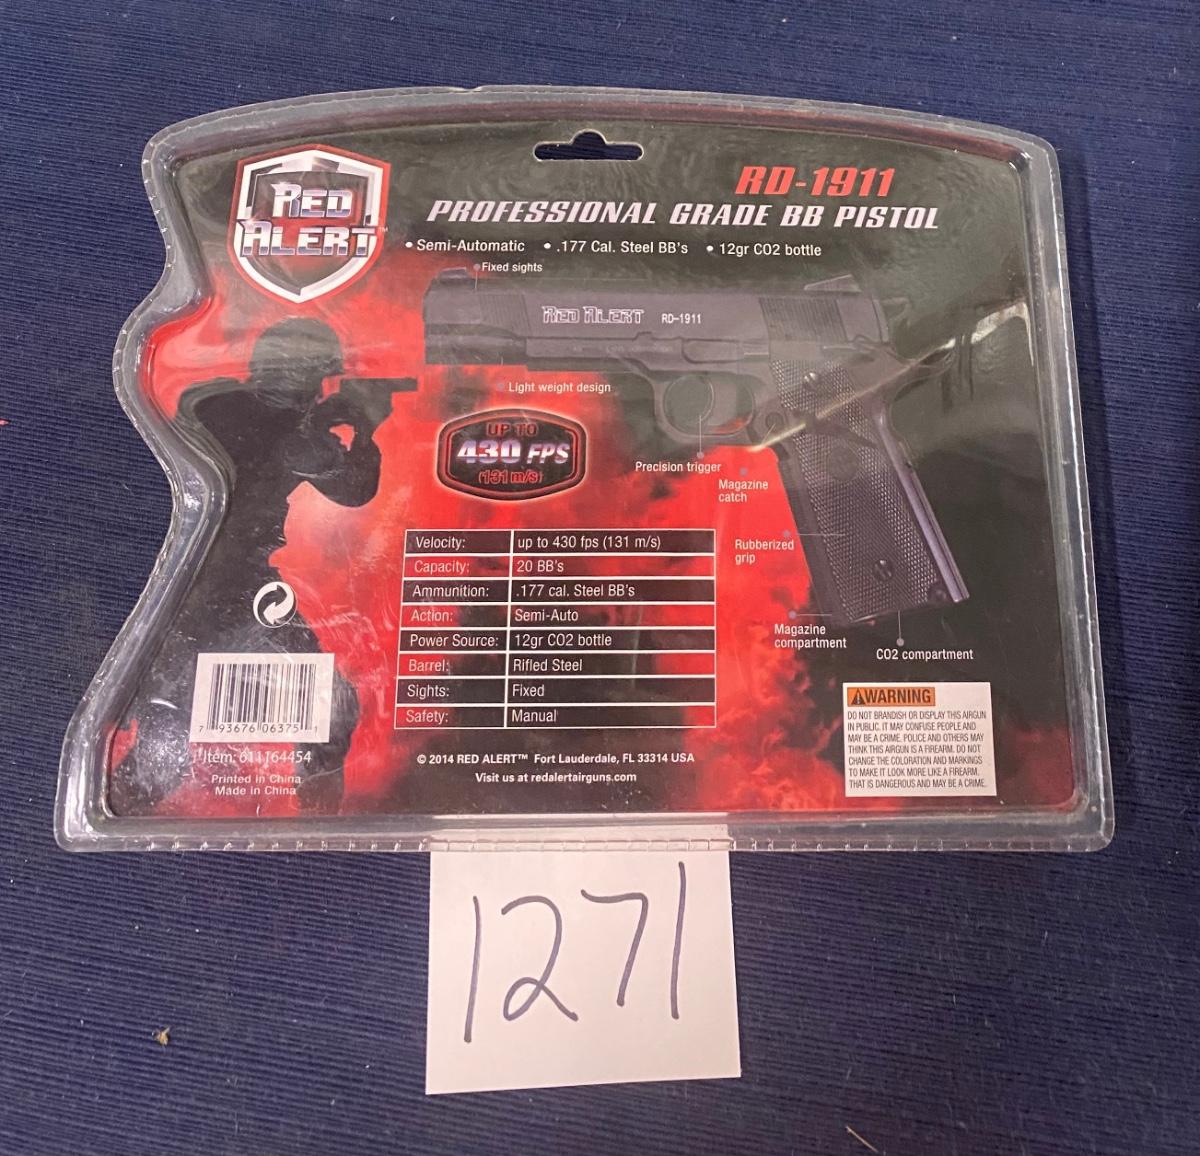 RED
ALERT™
RD-1911
PROFESSIONAL GRADE BB PISTOL
• Semi-Automatic • .177 Cal. Steel BB's • 12gr CO2 bottle
Fixed sights
RED ALERT RD-1911
Light weight design
UP TO
430 FPS
(131 m/s)
Precision trigger
Magazine
catch
Rubberized
grip
Magazine
compartment
CO2 compartment
Velocity: up to 430 fps (131 m/s)
Capacity: 20 BB's
Ammunition: .177 cal. Steel BB's
Action: Semi-Auto
Power Source: 12gr CO2 bottle
Barrel: Rifled Steel
Sights: Fixed
Safety: Manual
7 93676 06375 1
Item: 611164454
Printed in China
Made in China
© 2014 RED ALERT™ Fort Lauderdale, FL 33314 USA
Visit us at redalertairguns.com
WARNING
DO NOT BRANDISH OR DISPLAY THIS AIRGUN
IN PUBLIC. IT MAY CONFUSE PEOPLE AND
MAY BE A CRIME. POLICE AND OTHERS MAY
THINK THIS AIRGUN IS A FIREARM. DO NOT
CHANGE THE COLORATION AND MARKINGS
TO MAKE IT LOOK MORE LIKE A FIREARM.
THAT IS DANGEROUS AND MAY BE A CRIME.
1271